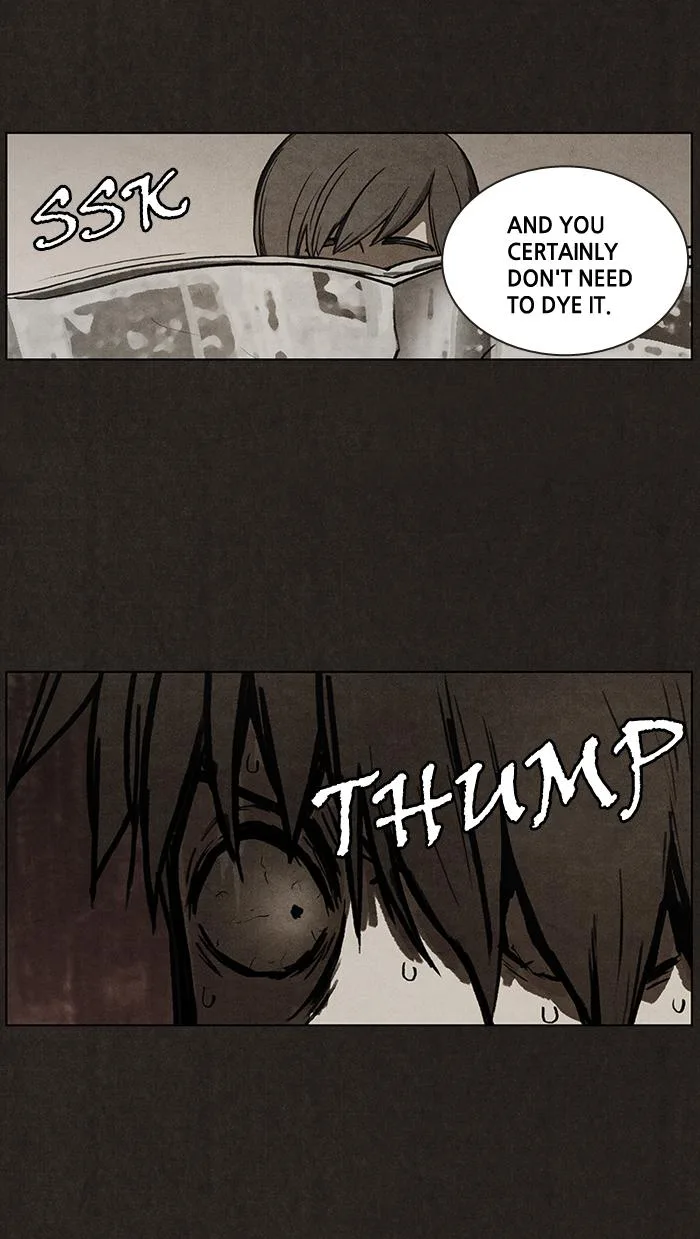 SSK
AND YOU
CERTAINLY
DON'T NEED
TO DYE IT.
THUMP